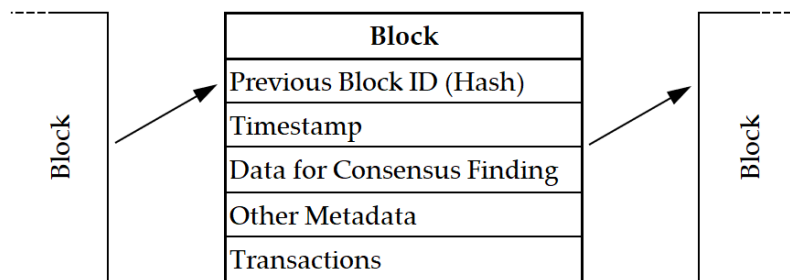 Block
Block
Previous Block ID (Hash)
Timestamp
Data for Consensus Finding
Other Metadata
Transactions
Block